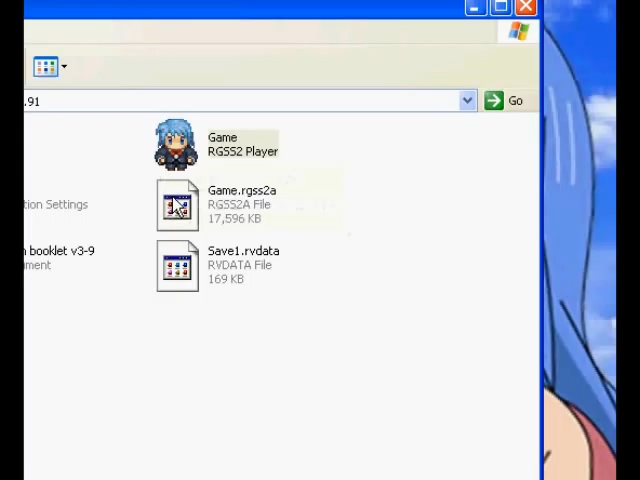 .91
Go
Game
RGSS2 Player
Game.rgss2a
RGSS2A File
17,596 KB
tion Settings
booklet v3-9
ment
Save1.rvdata
RVDATA File
169 KB